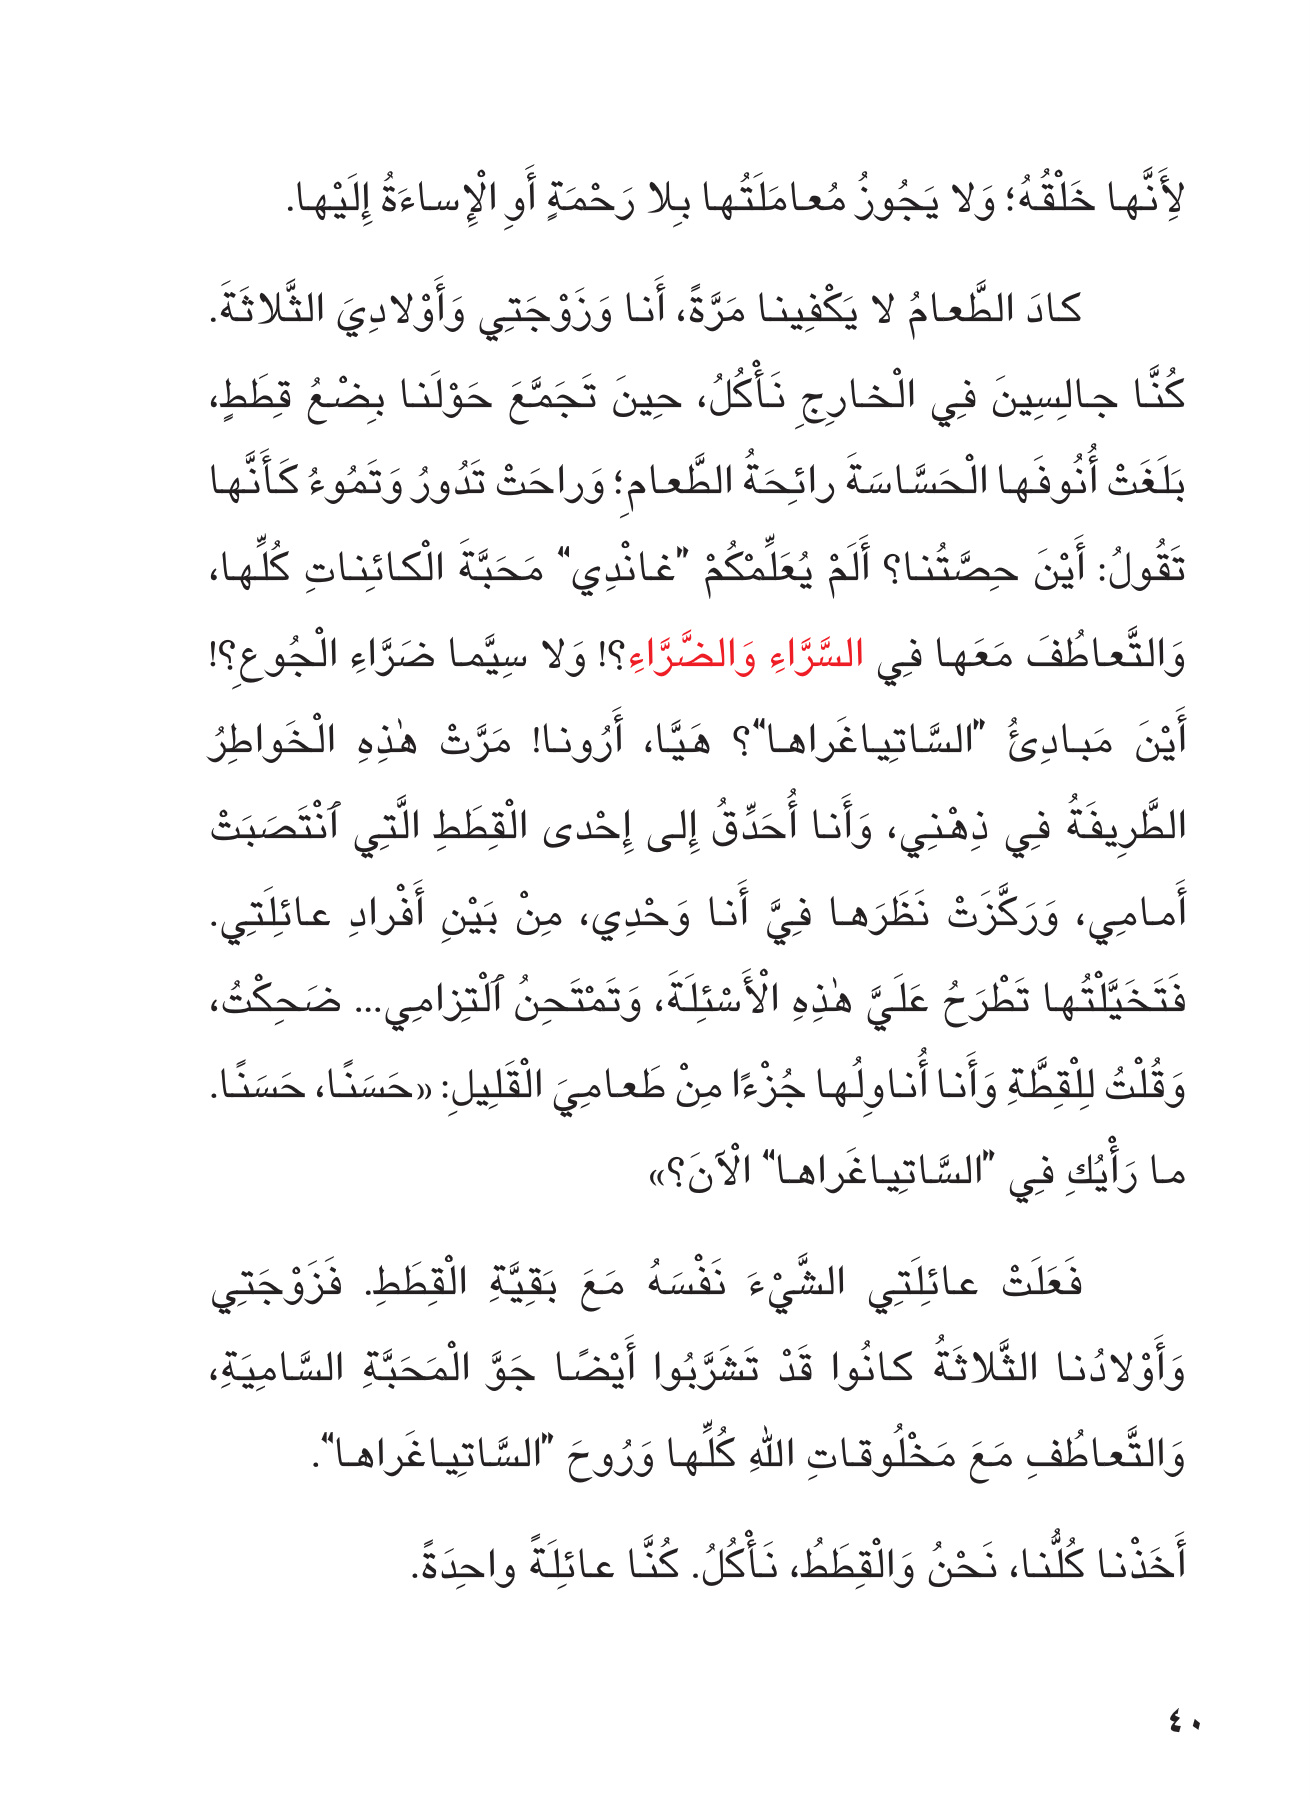 لِأَنَّها خَلْقُهُ؛ وَلا يَجُوزُ مُعامَلَتُها بِلا رَحْمَةٍ أَوِ الْإِساءَةُ إِلَيْها.
كادَ الطَّعامُ لا يَكْفِينا مَرَّةً، أَنا وَزَوْجَتِي وَأَوْلادِيَ الثَّلاثَةَ.
كُنَّا جالِسِينَ فِي الْخارِجِ نَأْكُلُ، حِينَ تَجَمَّعَ حَوْلَنا بِضْعُ قِطَطٍ،
بَلَغَتْ أُنُوفَها الْحَسَّاسَةَ رائِحَةُ الطَّعامِ؛ وَراحَتْ تَدُورُ وَتَمُوءُ كَأَنَّها
تَقُولُ: أَيْنَ حِصَّتُنا؟ أَلَمْ يُعَلِّمْكُمْ "غانْدِي" مَحَبَّةَ الْكائِناتِ كُلِّها،
وَالتَّعاطُفَ مَعَها فِي السَّرَّاءِ وَالضَّرَّاءِ؟! وَلا سِيَّما ضَرَّاءِ الْجُوعِ؟!
أَيْنَ مَبادِئُ "السَّاتِياغَراها"؟ هَيَّا، أَرُونا! مَرَّتْ هٰذِهِ الْخَواطِرُ
الطَّرِيفَةُ فِي ذِهْنِي، وَأَنا أُحَدِّقُ إِلى إِحْدى الْقِطَطِ الَّتِي ٱنْتَصَبَتْ
أَمامِي، وَرَكَّزَتْ نَظَرَها فِيَّ أَنا وَحْدِي، مِنْ بَيْنِ أَفْرادِ عائِلَتِي.
فَتَخَيَّلْتُها تَطْرَحُ عَلَيَّ هٰذِهِ الْأَسْئِلَةَ، وَتَمْتَحِنُ ٱلْتِزامِي... ضَحِكْتُ،
وَقُلْتُ لِلْقِطَّةِ وَأَنا أُناوِلُها جُزْءًا مِنْ طَعامِيَ الْقَلِيلِ: «حَسَنًا، حَسَنًا.
ما رَأْيُكِ فِي "السَّاتِياغَراها" الْآنَ؟»
فَعَلَتْ عائِلَتِي الشَّيْءَ نَفْسَهُ مَعَ بَقِيَّةِ الْقِطَطِ. فَزَوْجَتِي
وَأَوْلادُنا الثَّلاثَةُ كانُوا قَدْ تَشَرَّبُوا أَيْضًا جَوَّ الْمَحَبَّةِ السَّامِيَةِ،
وَالتَّعاطُفِ مَعَ مَخْلُوقاتِ اللّٰهِ كُلِّها وَرُوحَ "السَّاتِياغَراها".
أَخَذْنا كُلُّنا، نَحْنُ وَالْقِطَطُ، نَأْكُلُ. كُنَّا عائِلَةً واحِدَةً.
٤٠